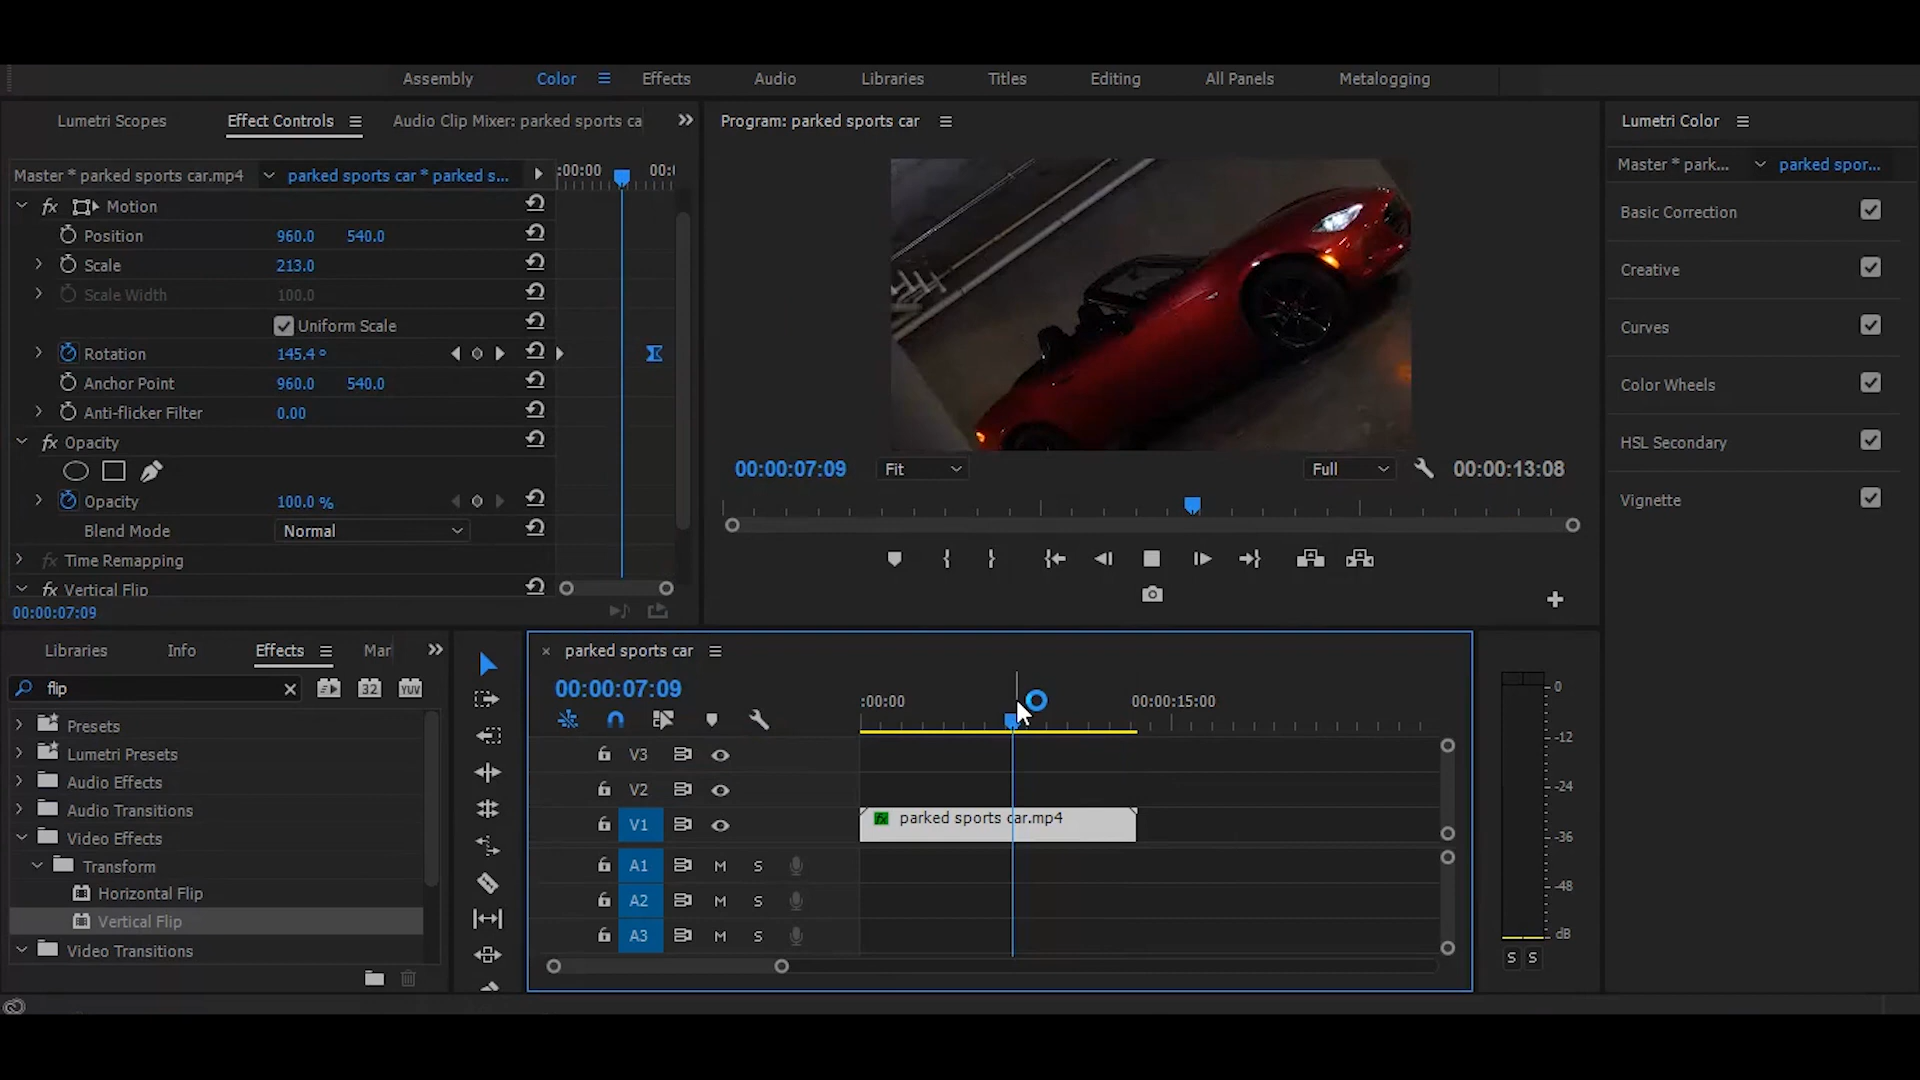 Assembly Color Effects Audio Libraries Titles Editing All Panels Metalogging
Lumetri Scopes Effect Controls Audio Clip Mixer: parked sports ca
Master * parked sports car.mp4 parked sports car * parked s... :00:00 00:
fx Motion
Position 960.0 540.0
Scale 213.0
Scale Width 100.0
Uniform Scale
Rotation 145.4 °
Anchor Point 960.0 540.0
Anti-flicker Filter 0.00
fx Opacity
Opacity 100.0 %
Blend Mode Normal
fx Time Remapping
fx Vertical Flip
00:00:07:09
Program: parked sports car
00:00:07:09 Fit Full 00:00:13:08
Lumetri Color
Master * park... parked spor...
Basic Correction
Creative
Curves
Color Wheels
HSL Secondary
Vignette
Libraries Info Effects Mar
flip 32 YUV
Presets
Lumetri Presets
Audio Effects
Audio Transitions
Video Effects
Transform
Horizontal Flip
Vertical Flip
Video Transitions
× parked sports car
00:00:07:09 :00:00 00:00:15:00
V3
V2
V1 fx parked sports car.mp4
A1 M S
A2 M S
A3 M S
0
-12
-24
-36
-48
dB
S S